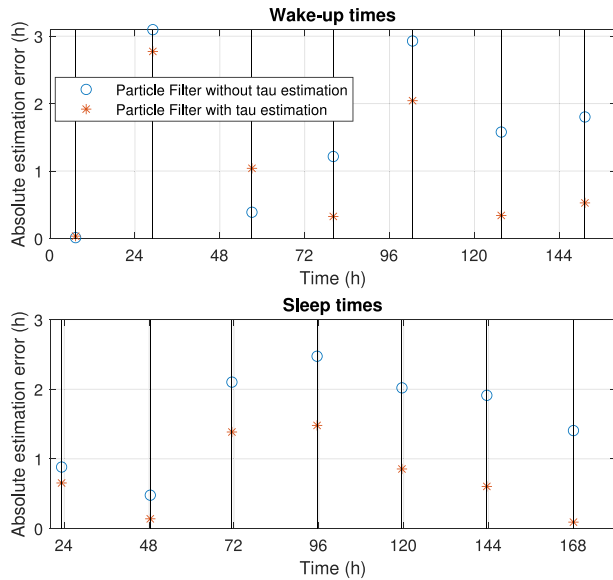 Wake-up times
Absolute estimation error (h)
3
2
1
0
Particle Filter without tau estimation
Particle Filter with tau estimation
0 24 48 72 96 120 144
Time (h)
Sleep times
Absolute estimation error (h)
3
2
1
0
24 48 72 96 120 144 168
Time (h)